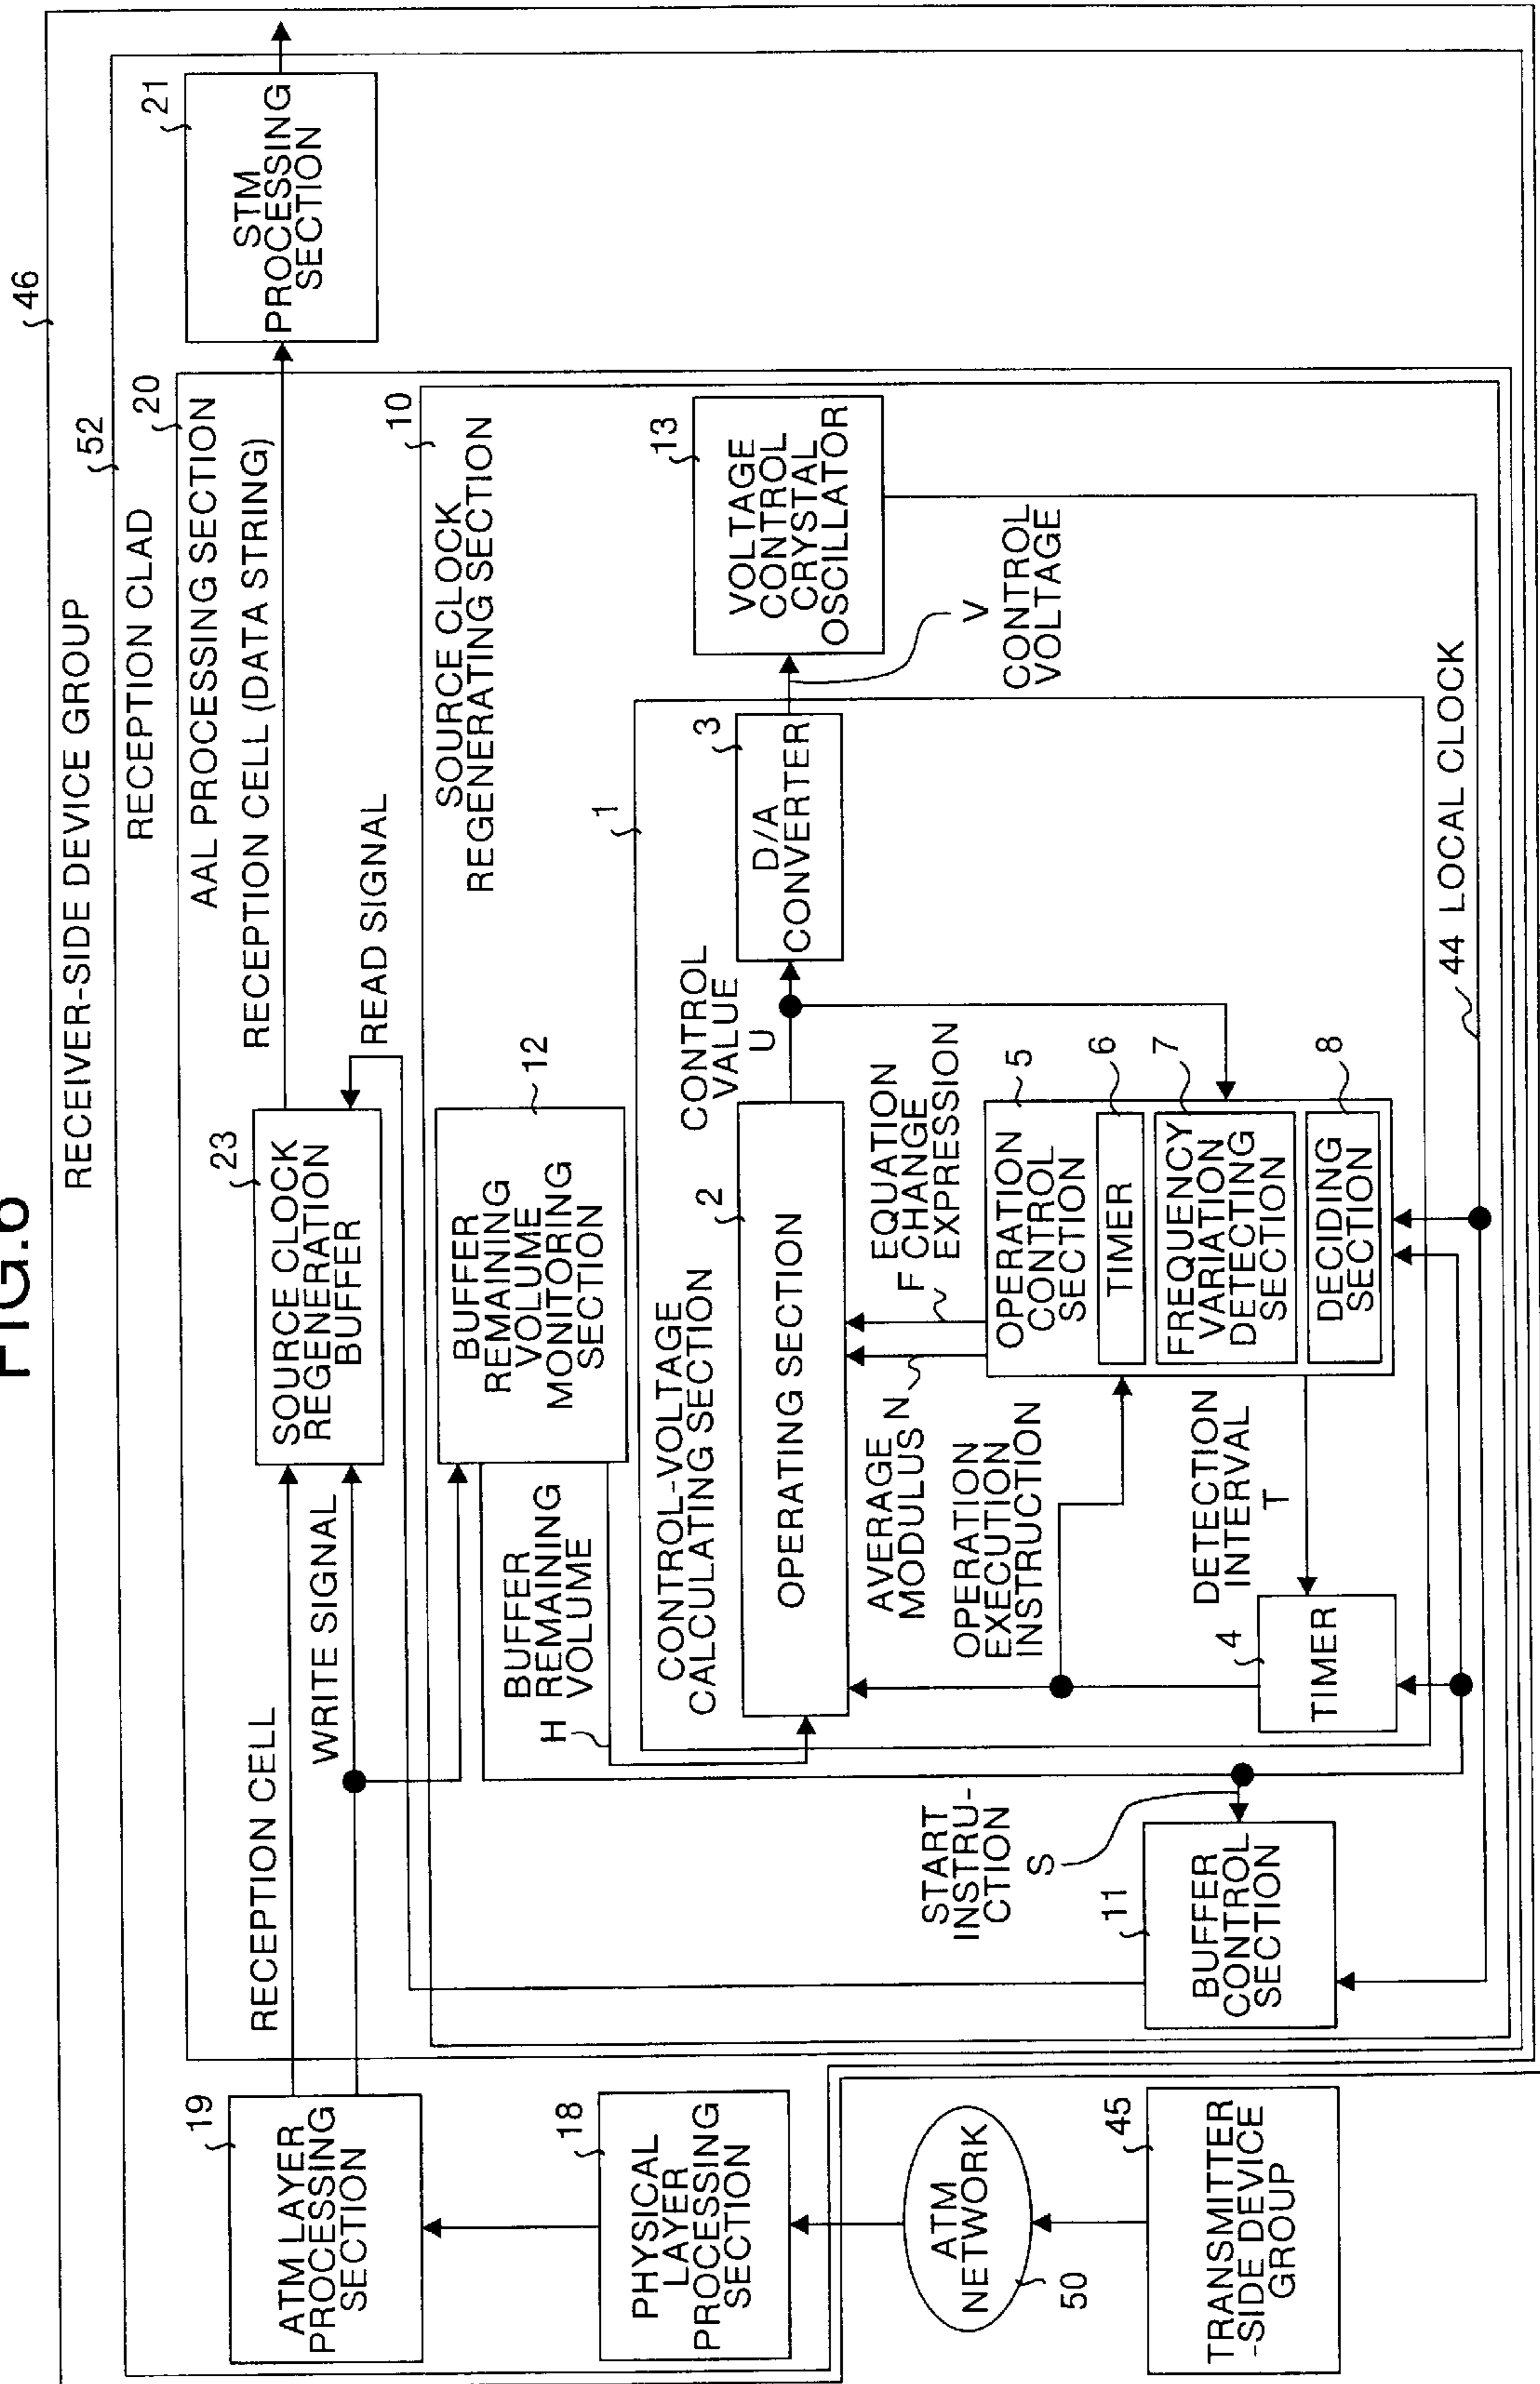 FIG.6
46
RECEIVER-SIDE DEVICE GROUP
52
RECEPTION CLAD
20
AAL PROCESSING SECTION
19
ATM LAYER
PROCESSING
SECTION
RECEPTION CELL
WRITE SIGNAL
23
SOURCE CLOCK
REGENERATION
BUFFER
RECEPTION CELL (DATA STRING)
READ SIGNAL
21
STM
PROCESSING
SECTION
10
SOURCE CLOCK
REGENERATING SECTION
12
BUFFER
REMAINING
VOLUME
MONITORING
SECTION
BUFFER
REMAINING
VOLUME
H
18
PHYSICAL
LAYER
PROCESSING
SECTION
1
CONTROL-VOLTAGE
CALCULATING SECTION
2
OPERATING SECTION
CONTROL
VALUE
U
3
D/A
CONVERTER
13
VOLTAGE
CONTROL
CRYSTAL
OSCILATOR
V
CONTROL
VOLTAGE
AVERAGE
MODULUS N
F
EQUATION
CHANGE
EXPRESSION
START
INSTRU-
CTION
S
OPERATION
EXECUTION
INSTRUCTION
5
OPERATION
CONTROL
SECTION
6
TIMER
7
FREQUENCY
VARIATION
DETECTING
SECTION
8
DECIDING
SECTION
DETECTION
INTERVAL
T
4
TIMER
11
BUFFER
CONTROL
SECTION
44 LOCAL CLOCK
ATM
NETWORK
50
45
TRANSMITTER
-SIDE DEVICE
GROUP